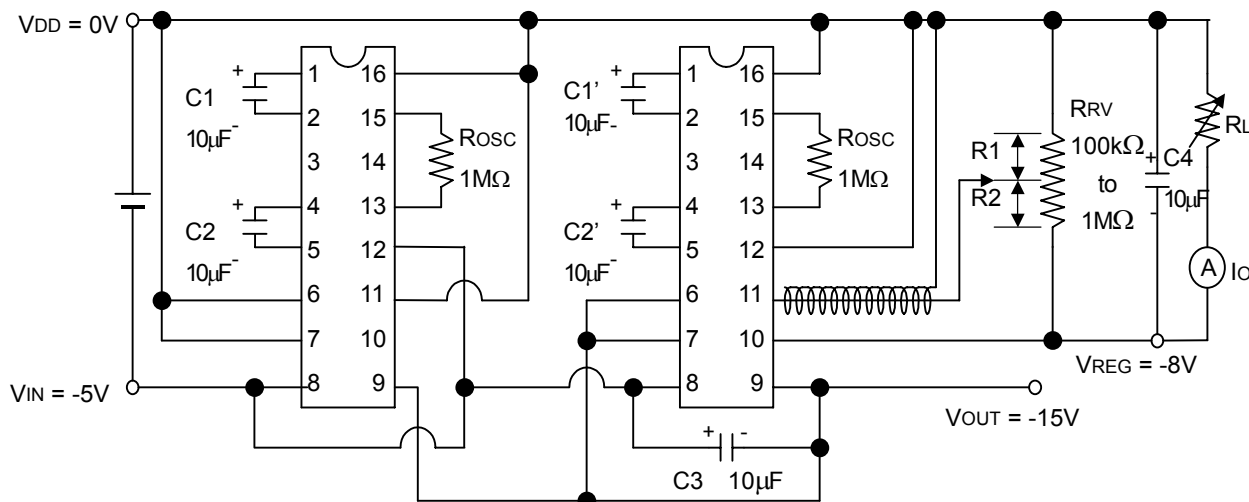 VDD = 0V
C1
+
-
10µF
C2
+
-
10µF
VIN = -5V
1
2
3
4
5
6
7
8
16
15
14
13
12
11
10
9
ROSC
1MΩ
C1'
+
-
10µF
C2'
+
-
10µF
1
2
3
4
5
6
7
8
16
15
14
13
12
11
10
9
ROSC
1MΩ
+ -
C3 10µF
R1
R2
RRV
100kΩ
to
1MΩ
+
C4
10µF
-
RL
A
IO
VREG = -8V
VOUT = -15V